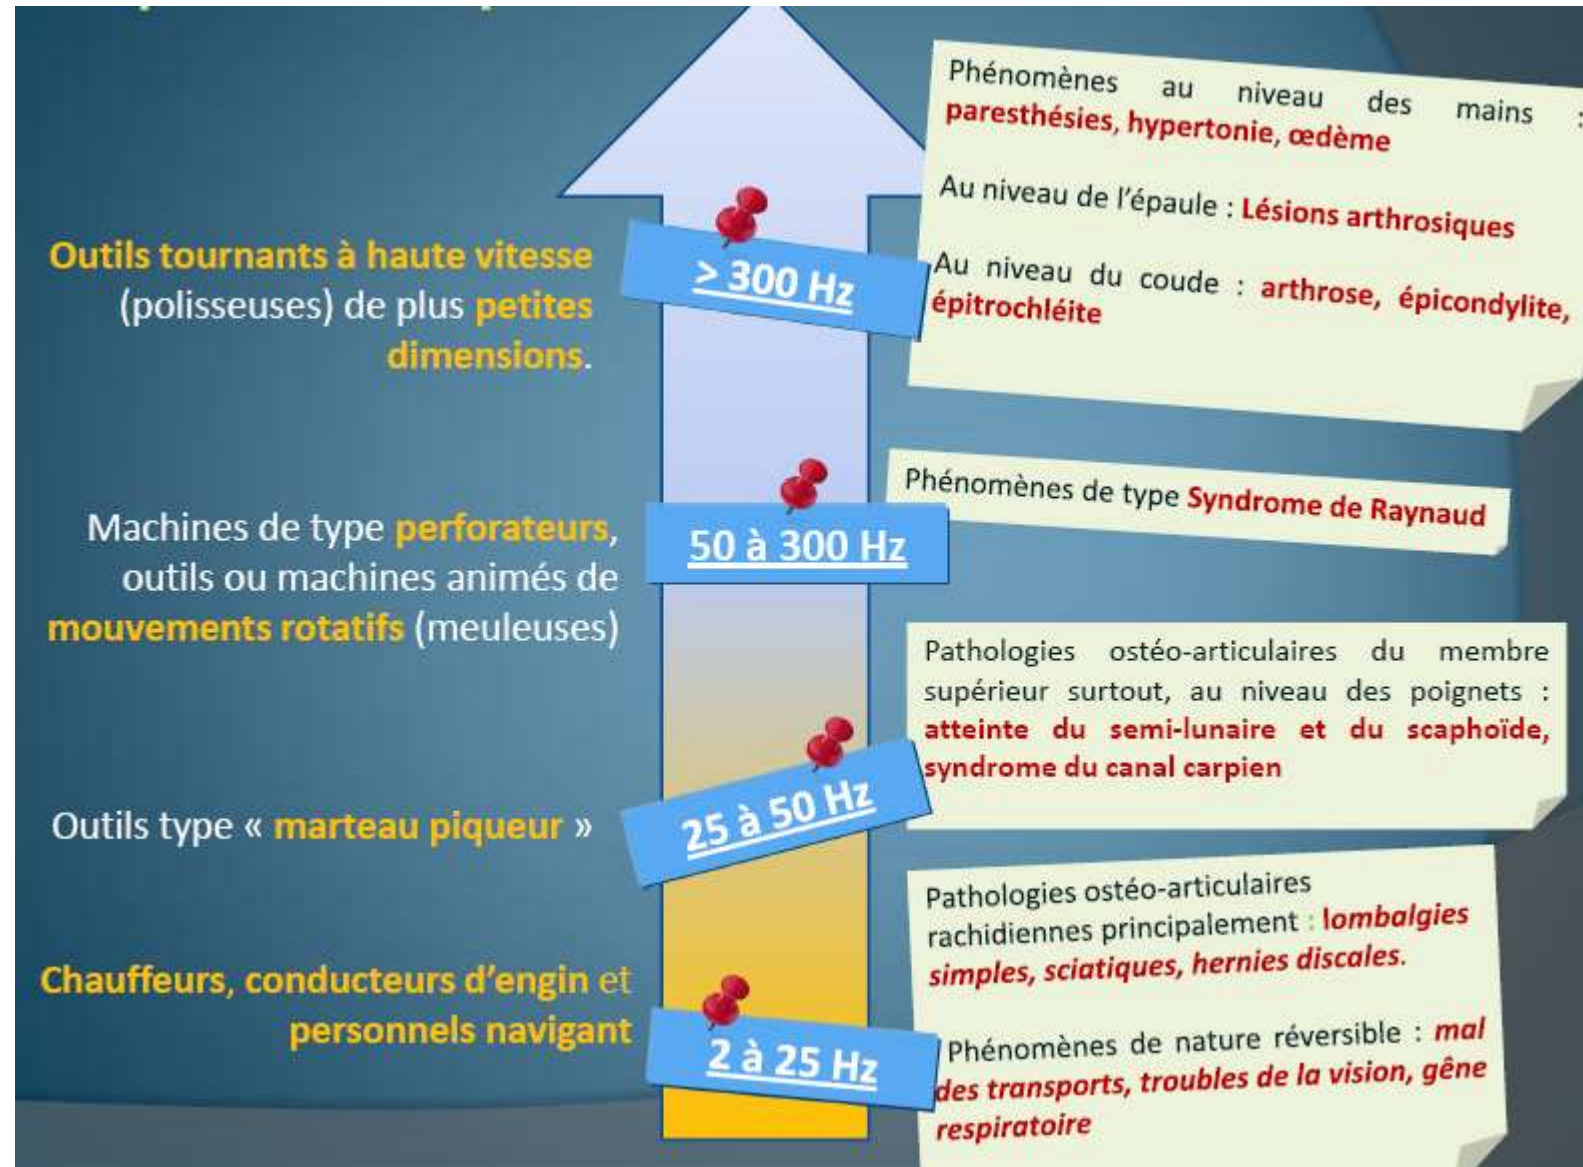 Outils tournants à haute vitesse
(polisseuses) de plus petites
dimensions.
> 300 Hz
Phénomènes au niveau des mains :
paresthésies, hypertonie, œdème
Au niveau de l'épaule : Lésions arthrosiques
Au niveau du coude : arthrose, épicondylite,
épitrochléite
Machines de type perforateurs,
outils ou machines animés de
mouvements rotatifs (meuleuses)
50 à 300 Hz
Phénomènes de type Syndrome de Raynaud
Outils type « marteau piqueur »
25 à 50 Hz
Pathologies ostéo-articulaires du membre
supérieur surtout, au niveau des poignets :
atteinte du semi-lunaire et du scaphoïde,
syndrome du canal carpien
Chauffeurs, conducteurs d'engin et
personnels navigant
2 à 25 Hz
Pathologies ostéo-articulaires
rachidiennes principalement : lombalgies
simples, sciatiques, hernies discales.
Phénomènes de nature réversible : mal
des transports, troubles de la vision, gêne
respiratoire